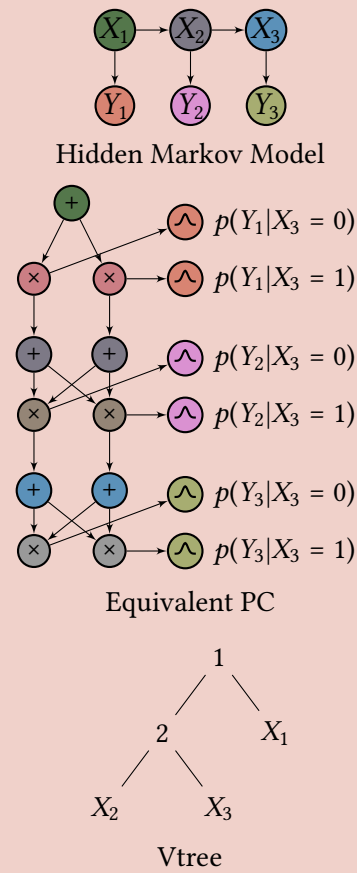 X₁ X₂ X₃
Y₁ Y₂ Y₃
Hidden Markov Model
+ p(Y₁|X₃ = 0)
× × p(Y₁|X₃ = 1)
+ + p(Y₂|X₃ = 0)
× × p(Y₂|X₃ = 1)
+ + p(Y₃|X₃ = 0)
× × p(Y₃|X₃ = 1)
Equivalent PC
1
2 X₁
X₂ X₃
Vtree